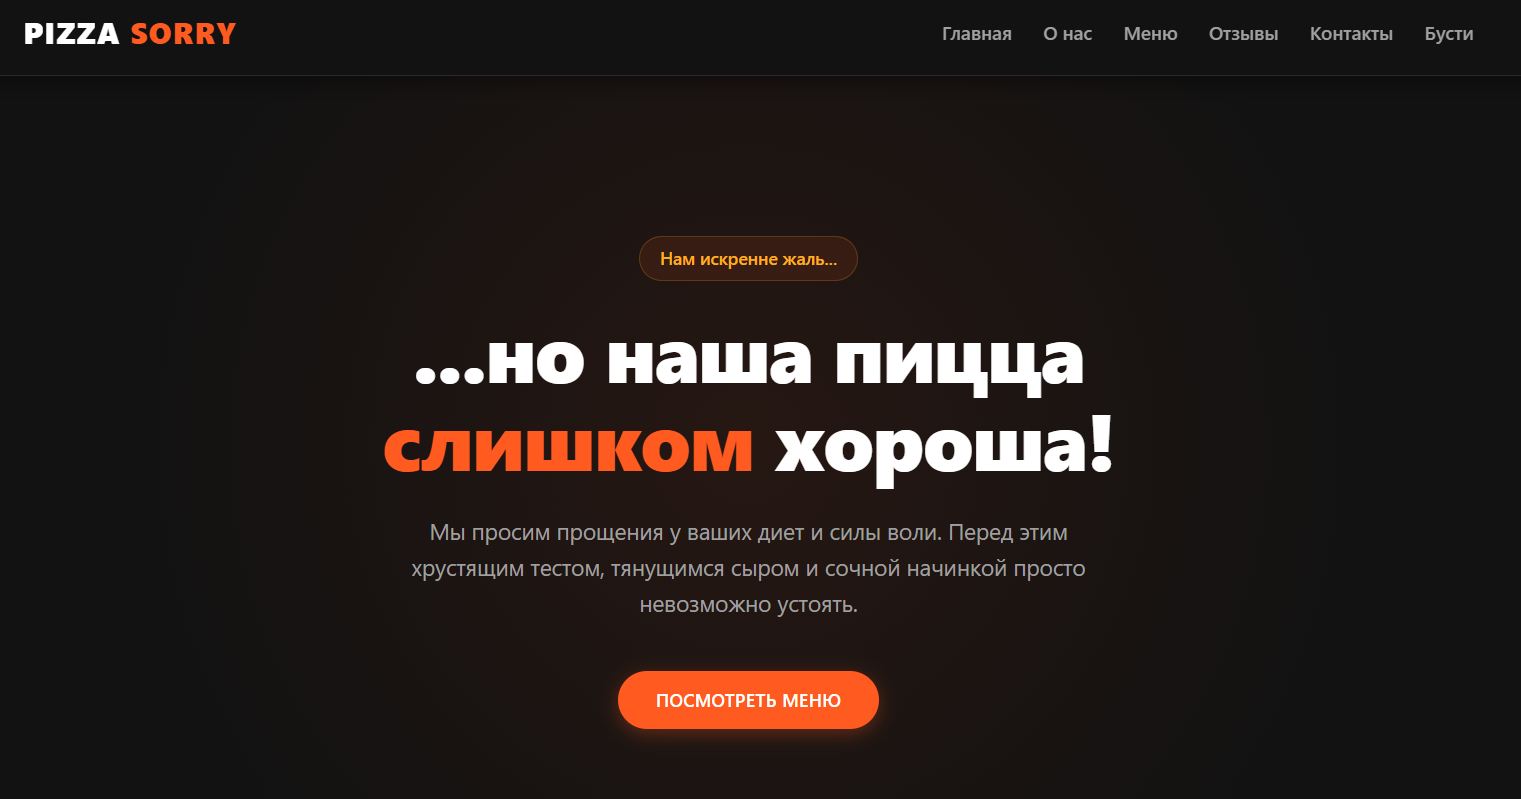 PIZZA SORRY
Главная О нас Меню Отзывы Контакты Бусти
Нам искренне жаль...
...но наша пицца
слишком хороша!
Мы просим прощения у ваших диет и силы воли. Перед этим
хрустящим тестом, тянущимся сыром и сочной начинкой просто
невозможно устоять.
ПОСМОТРЕТЬ МЕНЮ